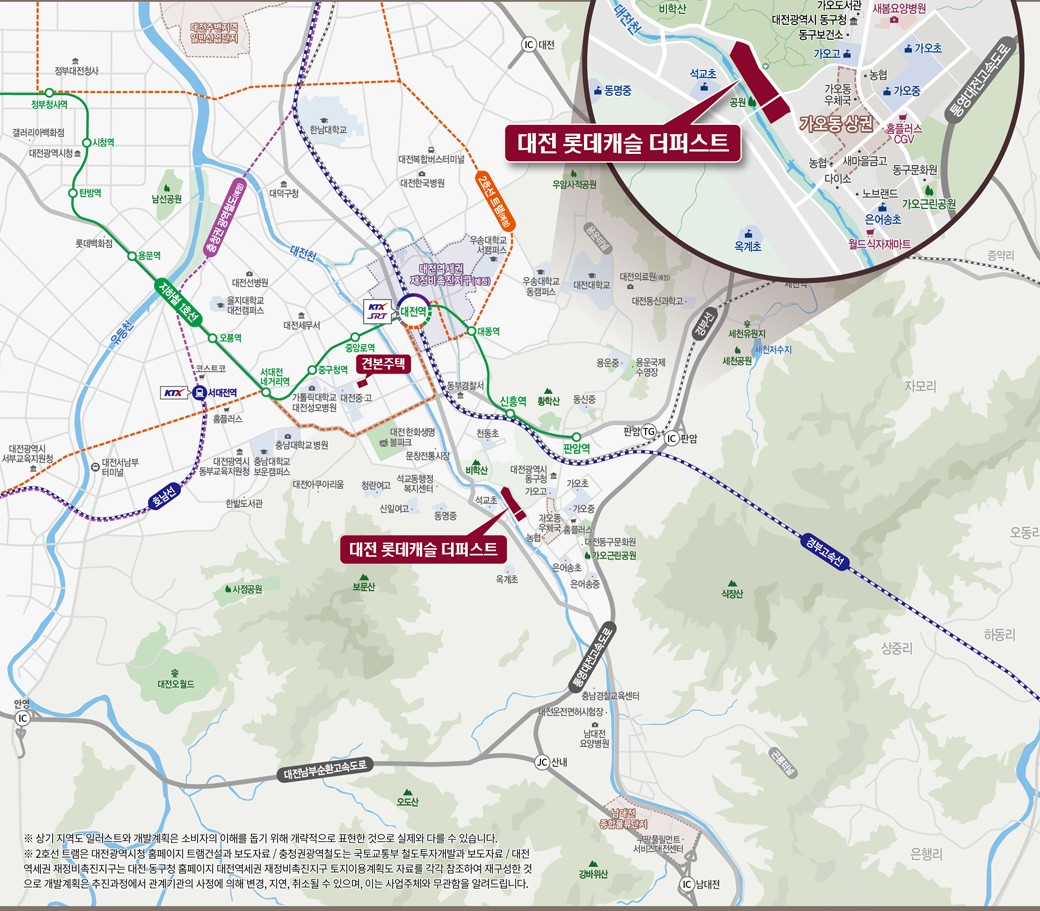 대전주변지역
일반산업단지
정부대전청사
정부청사역
갤러리아백화점
대전광역시청
시청역
탄방역
남선공원
롯데백화점
용문역
충청권 광역철도(예정)
대덕구청
한남대학교
IC 대전
대전복합버스터미널
대전한국병원
2호선 트램(예정)
우송대학교
서캠퍼스
대전천
대전역세권
재정비촉진지구(예정)
지하철 1호선
유등천
대전선병원
을지대학교
대전캠퍼스
오룡역
대전세무서
KTX
SRT
대전역
대동역
중앙로역
중구청역
견본주택
코스트코
KTX
서대전역
서대전
네거리역
가톨릭대학교
대전성모병원
대전중·고
홈플러스
동부경찰서
우송대학교
동캠퍼스
대전대학교
대전의료원(예정)
대전동신과학고
용운터널
우암사적공원
경부선
세천유원지
세천공원
세천저수지
증약리
자모리
용운중
용운국제
수영장
황학산
동신중
신흥역
판암역
판암 TG
IC 판암
대전광역시
서부교육지원청
대전서남부
터미널
호남선
대전광역시
동부교육지원청
충남대학교
보운캠퍼스
충남대학교 병원
한밭도서관
대전아쿠아리움
대전한화생명
볼파크
문창전통시장
천동초
비학산
석교동행정
복지센터
청란여고
신일여고
동명중
석교초
대전광역시
동구청
가오고
가오초
가오중
가오동
우체국
홈플러스
농협
대전동구문화원
가오근린공원
은어송초
은어송중
옥계초
대전 롯데캐슬 더퍼스트
경부고속선
오동리
하동리
상중리
식장산
사정공원
보문산
대전오월드
안영
IC
통영대전고속도로
충남경찰교육센터
대전운전면허시험장
남대전
요양병원
JC 산내
대전남부순환고속도로
오도산
남대전
종합물류단지
쿠팡풀필먼트
서비스대전센터
IC 남대전
강바위산
곤룡터널
은행리
비학산
가오도서관
대전광역시 동구청
동구보건소
새봄요양병원
대전천
동명중
석교초
공원
가오고
가오초
농협
가오동
우체국
가오중
가오동 상권
홈플러스
CGV
통영대전고속도로
농협
새마을금고
다이소
동구문화원
노브랜드
가오근린공원
은어송초
옥계초
월드식자재마트
대전 롯데캐슬 더퍼스트
※ 상기 지역도 일러스트와 개발계획은 소비자의 이해를 돕기 위해 개략적으로 표현한 것으로 실제와 다를 수 있습니다.
※ 2호선 트램은 대전광역시청 홈페이지 트램건설과 보도자료 / 충청권광역철도는 국토교통부 철도투자개발과 보도자료 / 대전
역세권 재정비촉진지구는 대전 동구청 홈페이지 대전역세권 재정비촉진지구 토지이용계획도 자료를 각각 참조하여 재구성한 것
으로 개발계획은 추진과정에서 관계기관의 사정에 의해 변경, 지연, 취소될 수 있으며, 이는 사업주체와 무관함을 알려드립니다.